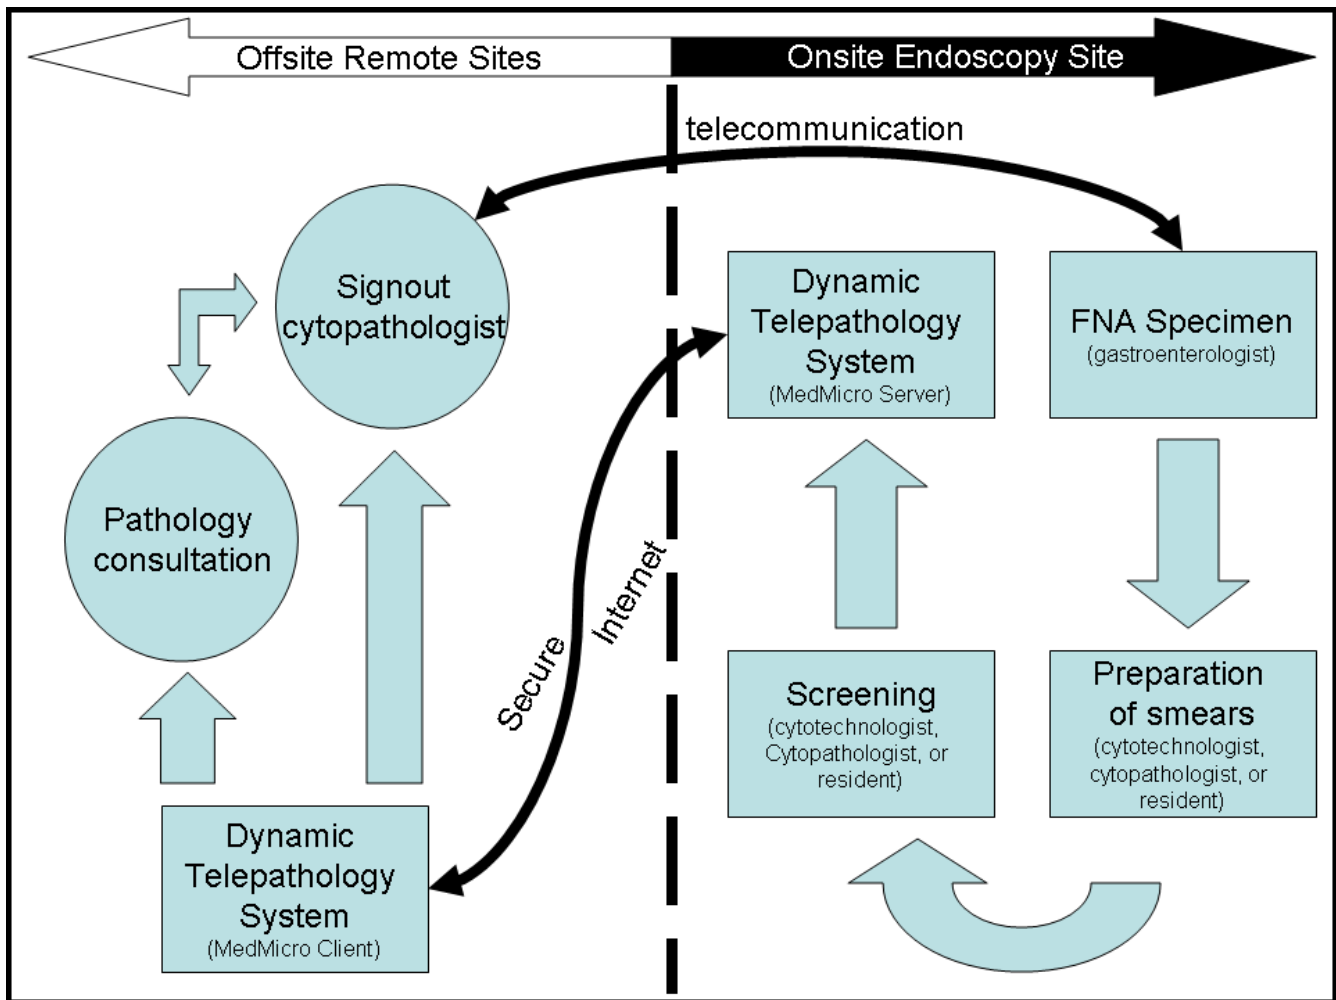 Offsite Remote Sites
Onsite Endoscopy Site
telecommunication
Signout
cytopathologist
Pathology
consultation
Dynamic
Telepathology
System
(MedMicro Client)
Secure
Internet
Dynamic
Telepathology
System
(MedMicro Server)
FNA Specimen
(gastroenterologist)
Screening
(cytotechnologist,
Cytopathologist, or
resident)
Preparation
of smears
(cytotechnologist,
cytopathologist, or
resident)